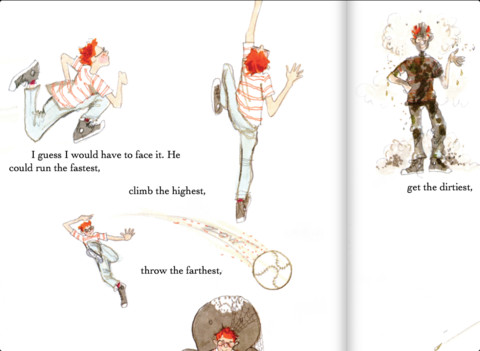 I guess I would have to face it. He
could run the fastest,
climb the highest,
throw the farthest,
get the dirtiest,